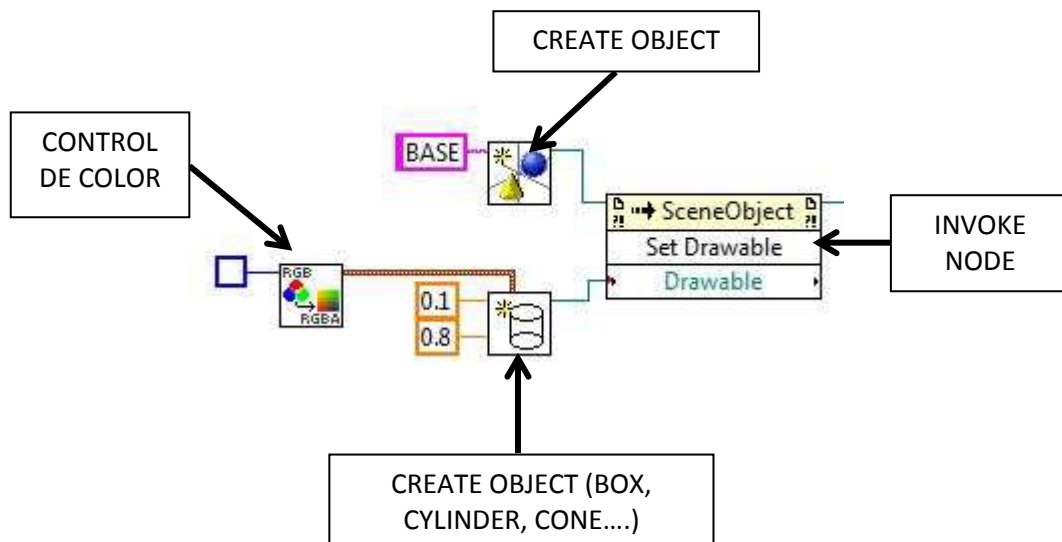 CREATE OBJECT
CONTROL
DE COLOR
BASE
SceneObject
Set Drawable
Drawable
INVOKE
NODE
RGB
RGBA
0.1
0.8
CREATE OBJECT (BOX,
CYLINDER, CONE….)